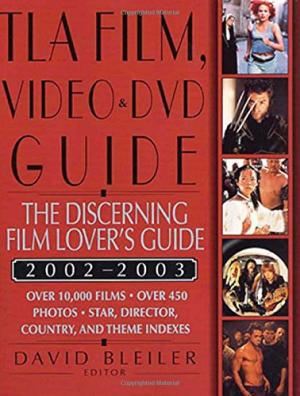 TLA FILM,
VIDEO & DVD
GUIDE
THE DISCERNING
FILM LOVER'S GUIDE
2002-2003
OVER 10,000 FILMS • OVER 450
PHOTOS • STAR, DIRECTOR,
COUNTRY, AND THEME INDEXES
DAVID BLEILER
EDITOR